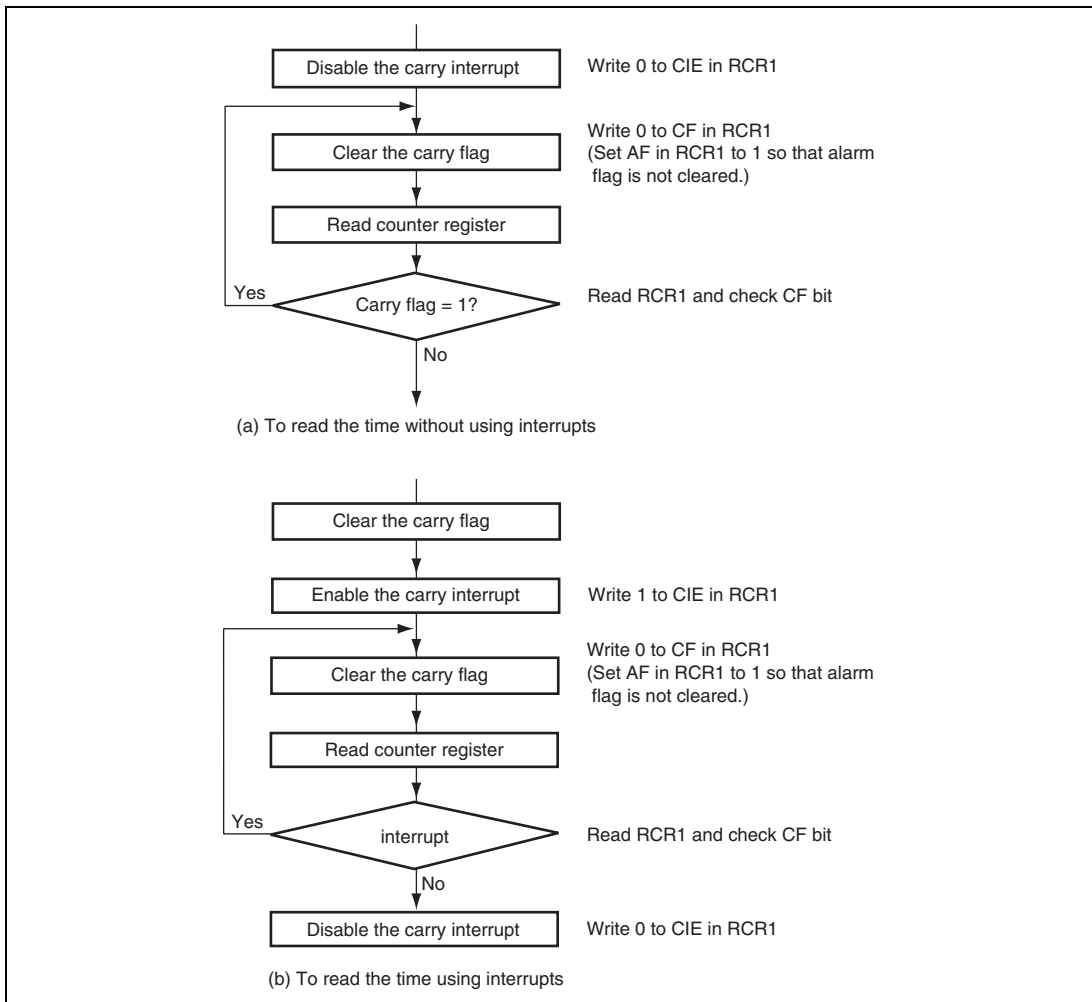 Disable the carry interrupt
Write 0 to CIE in RCR1
Clear the carry flag
Write 0 to CF in RCR1
(Set AF in RCR1 to 1 so that alarm
flag is not cleared.)
Read counter register
Yes
Carry flag = 1?
Read RCR1 and check CF bit
No
(a) To read the time without using interrupts
Clear the carry flag
Enable the carry interrupt
Write 1 to CIE in RCR1
Clear the carry flag
Write 0 to CF in RCR1
(Set AF in RCR1 to 1 so that alarm
flag is not cleared.)
Read counter register
Yes
interrupt
Read RCR1 and check CF bit
No
Disable the carry interrupt
Write 0 to CIE in RCR1
(b) To read the time using interrupts